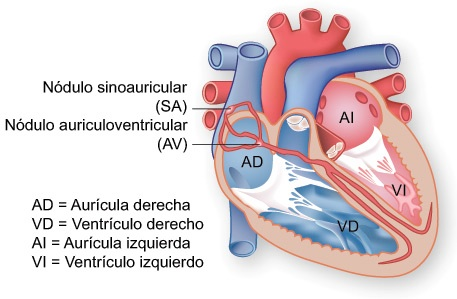 Nódulo sinoauricular
(SA)
Nódulo auriculoventricular
(AV)
AI
AD
VI
VD
AD = Aurícula derecha
VD = Ventrículo derecho
AI = Aurícula izquierda
VI = Ventrículo izquierdo